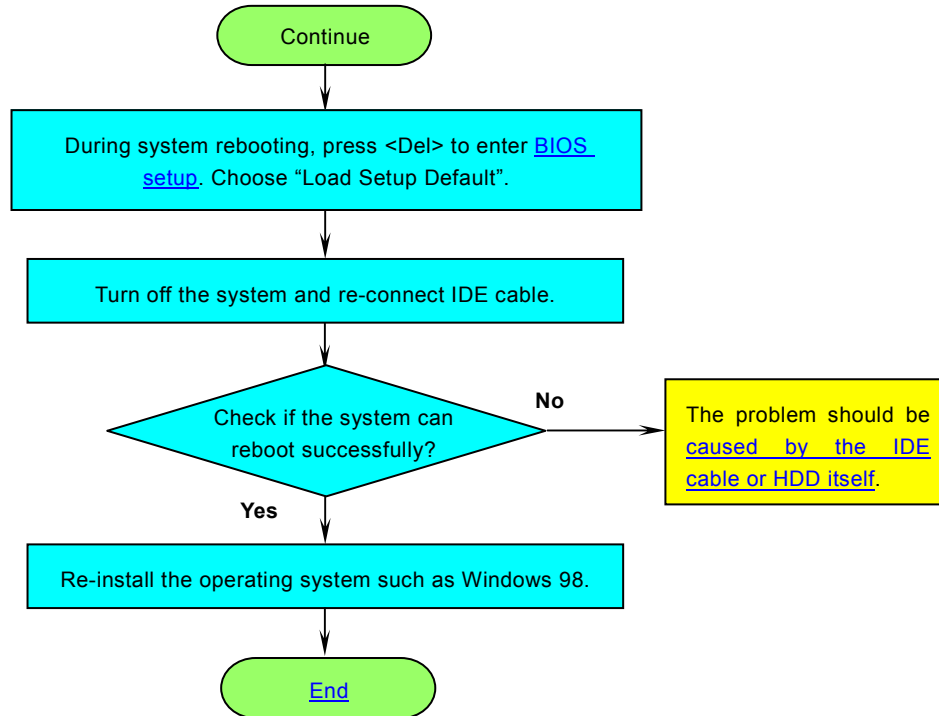 Continue
During system rebooting, press <Del> to enter BIOS
setup. Choose “Load Setup Default”.
Turn off the system and re-connect IDE cable.
Check if the system can
reboot successfully?
No
The problem should be
caused by the IDE
cable or HDD itself.
Yes
Re-install the operating system such as Windows 98.
End